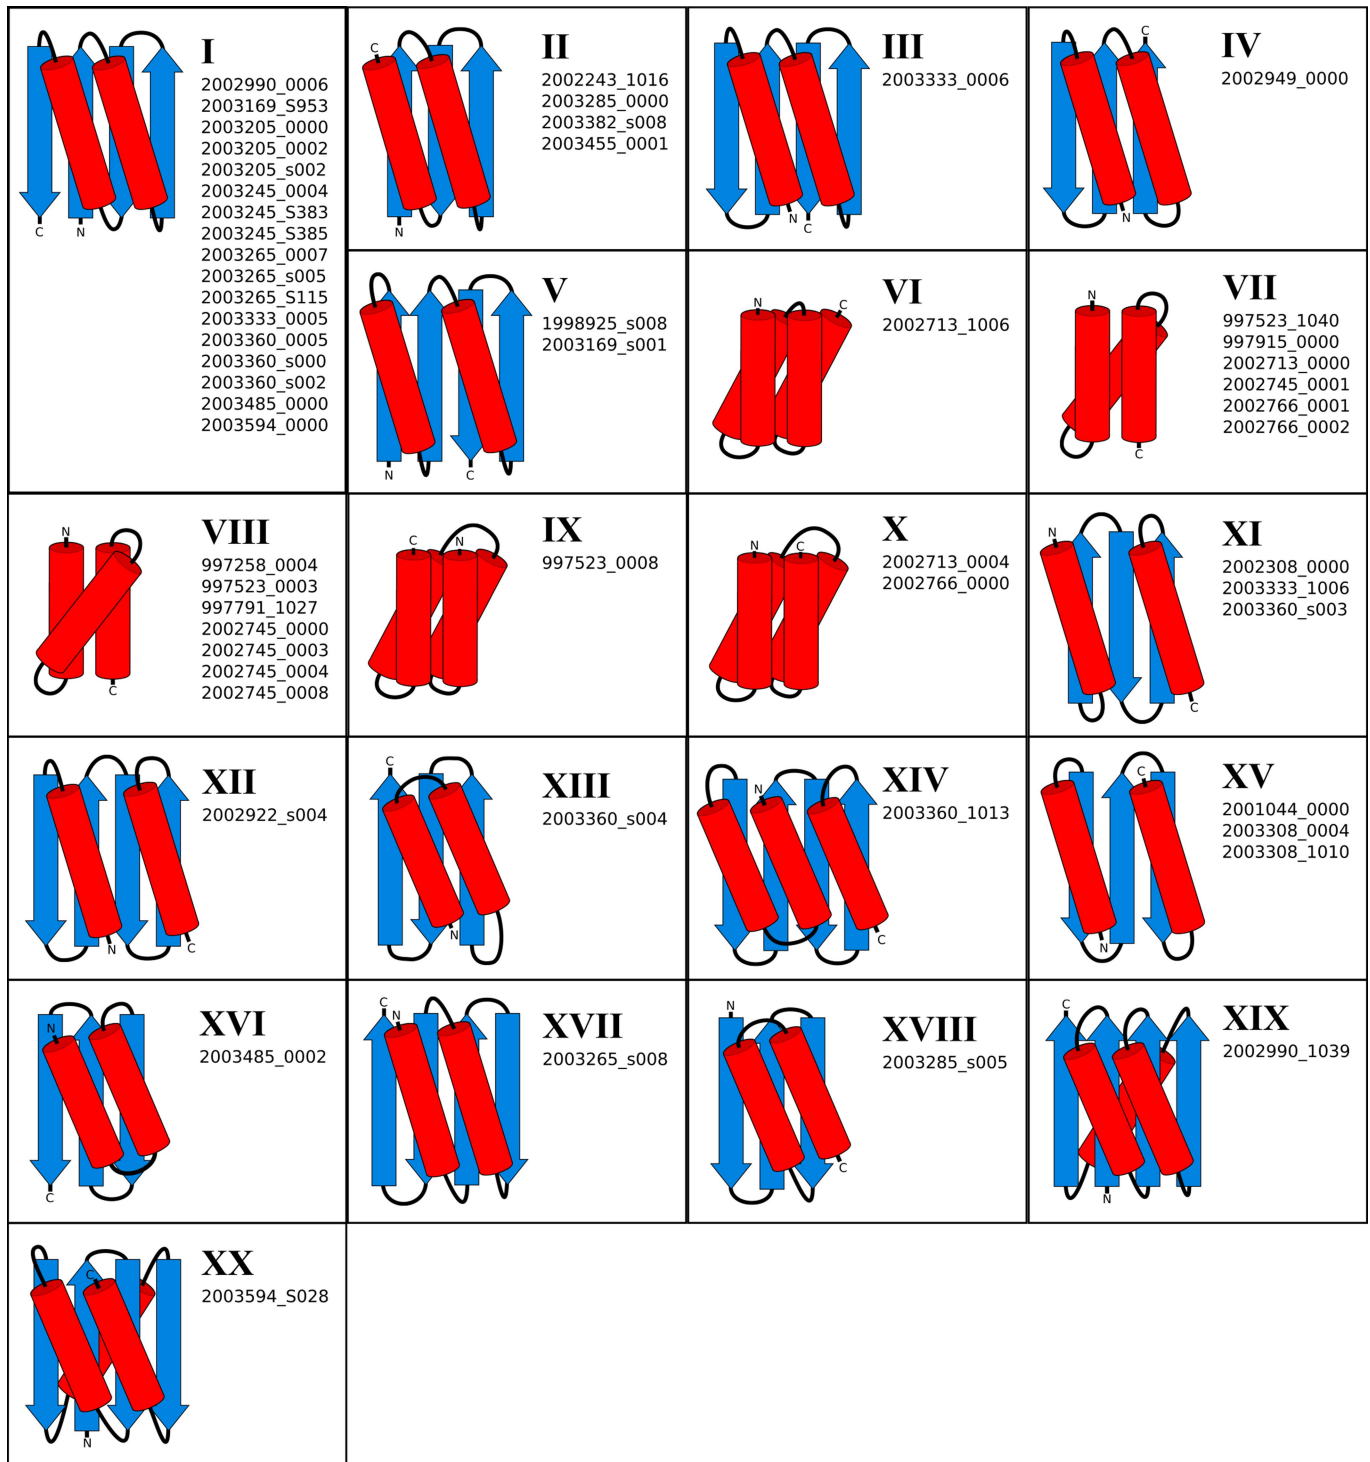 I
2002990_0006
2003169_S953
2003205_0000
2003205_0002
2003205_s002
2003245_0004
2003245_S383
2003245_S385
2003265_0007
2003265_s005
2003265_S115
2003333_0005
2003360_0005
2003360_s000
2003360_s002
2003485_0000
2003594_0000
C
N
II
2002243_1016
2003285_0000
2003382_s008
2003455_0001
C
N
III
2003333_0006
N
C
IV
2002949_0000
C
N
V
1998925_s008
2003169_s001
N
C
VI
2002713_1006
N
C
VII
997523_1040
997915_0000
2002713_0000
2002745_0001
2002766_0001
2002766_0002
N
C
VIII
997258_0004
997523_0003
997791_1027
2002745_0000
2002745_0003
2002745_0004
2002745_0008
N
C
IX
997523_0008
C
N
X
2002713_0004
2002766_0000
N
C
XI
2002308_0000
2003333_1006
2003360_s003
N
C
XII
2002922_s004
N
C
XIII
2003360_s004
C
N
XIV
2003360_1013
N
C
XV
2001044_0000
2003308_0004
2003308_1010
C
N
XVI
2003485_0002
N
C
XVII
2003265_s008
C
N
XVIII
2003285_s005
N
C
XIX
2002990_1039
C
N
XX
2003594_S028
C
N